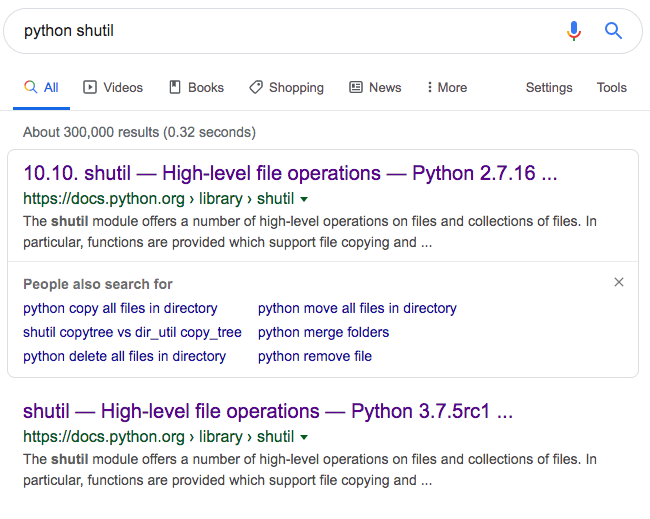 python shutil
All Videos Books Shopping News More Settings Tools
About 300,000 results (0.32 seconds)
10.10. shutil — High-level file operations — Python 2.7.16 ...
https://docs.python.org › library › shutil
The shutil module offers a number of high-level operations on files and collections of files. In
particular, functions are provided which support file copying and ...
People also search for
python copy all files in directory python move all files in directory
shutil copytree vs dir_util copy_tree python merge folders
python delete all files in directory python remove file
shutil — High-level file operations — Python 3.7.5rc1 ...
https://docs.python.org › library › shutil
The shutil module offers a number of high-level operations on files and collections of files. In
particular, functions are provided which support file copying and ...